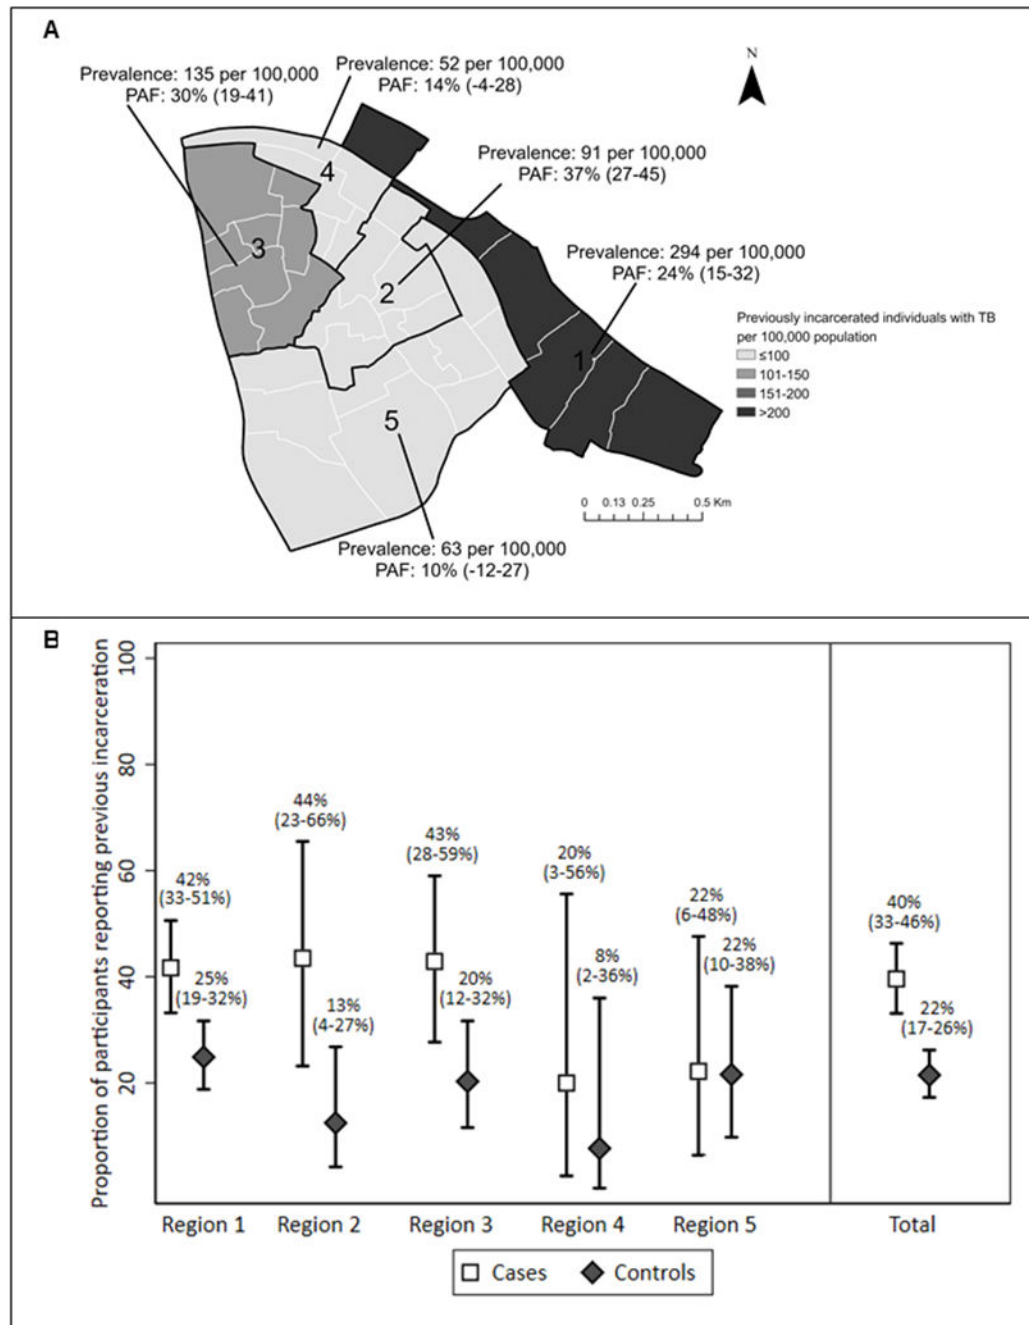 A
N
Prevalence: 52 per 100,000
PAF: 14% (-4-28)
Prevalence: 135 per 100,000
PAF: 30% (19-41)
Prevalence: 91 per 100,000
PAF: 37% (27-45)
4
3
2
Prevalence: 294 per 100,000
PAF: 24% (15-32)
1
5
Previously incarcerated individuals with TB
per 100,000 population
≤100
101-150
151-200
>200
0 0.13 0.25 0.5 Km
Prevalence: 63 per 100,000
PAF: 10% (-12-27)
B
Proportion of participants reporting previous incarceration
100
80
60
40
20
42%
(33-51%)
25%
(19-32%)
44%
(23-66%)
13%
(4-27%)
43%
(28-59%)
20%
(12-32%)
20%
(3-56%)
8%
(2-36%)
22%
(6-48%)
22%
(10-38%)
40%
(33-46%)
22%
(17-26%)
Region 1 Region 2 Region 3 Region 4 Region 5 Total
Cases Controls